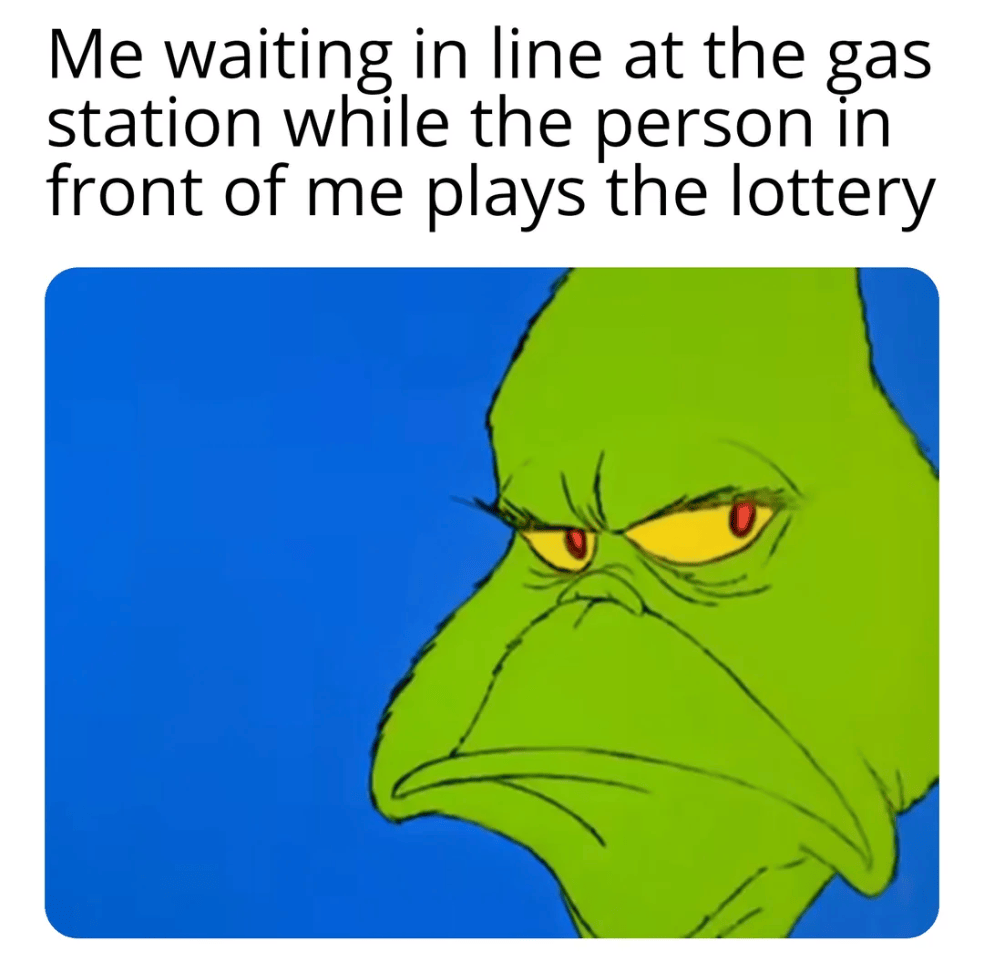 Me waiting in line at the gas
station while the person in
front of me plays the lottery